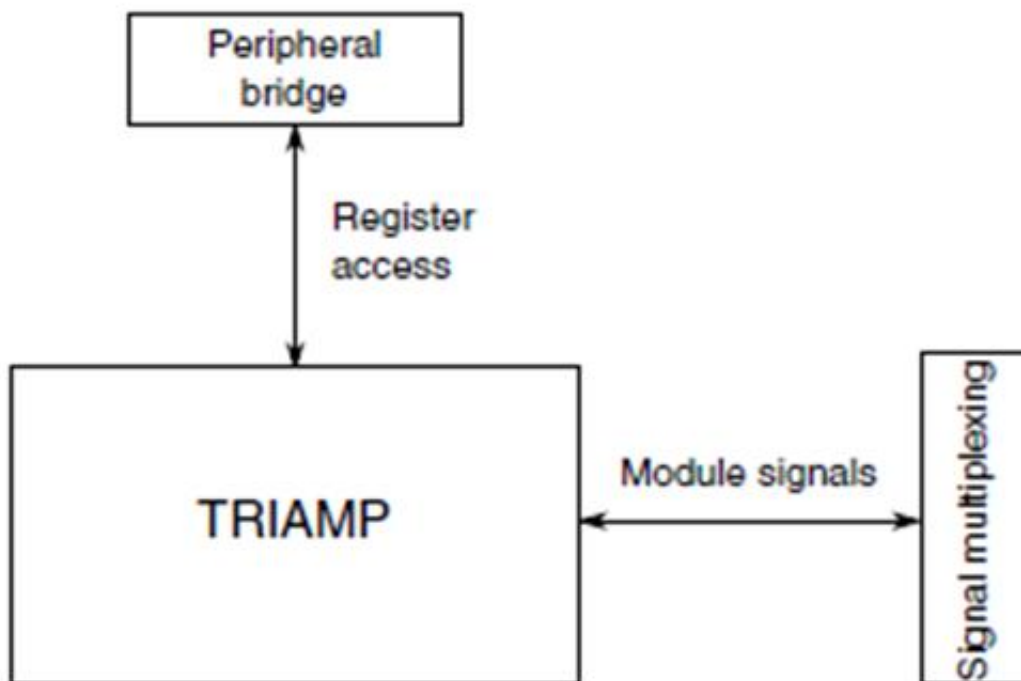 Peripheral
bridge
Register
access
TRIAMP
Module signals
Signal multiplexing